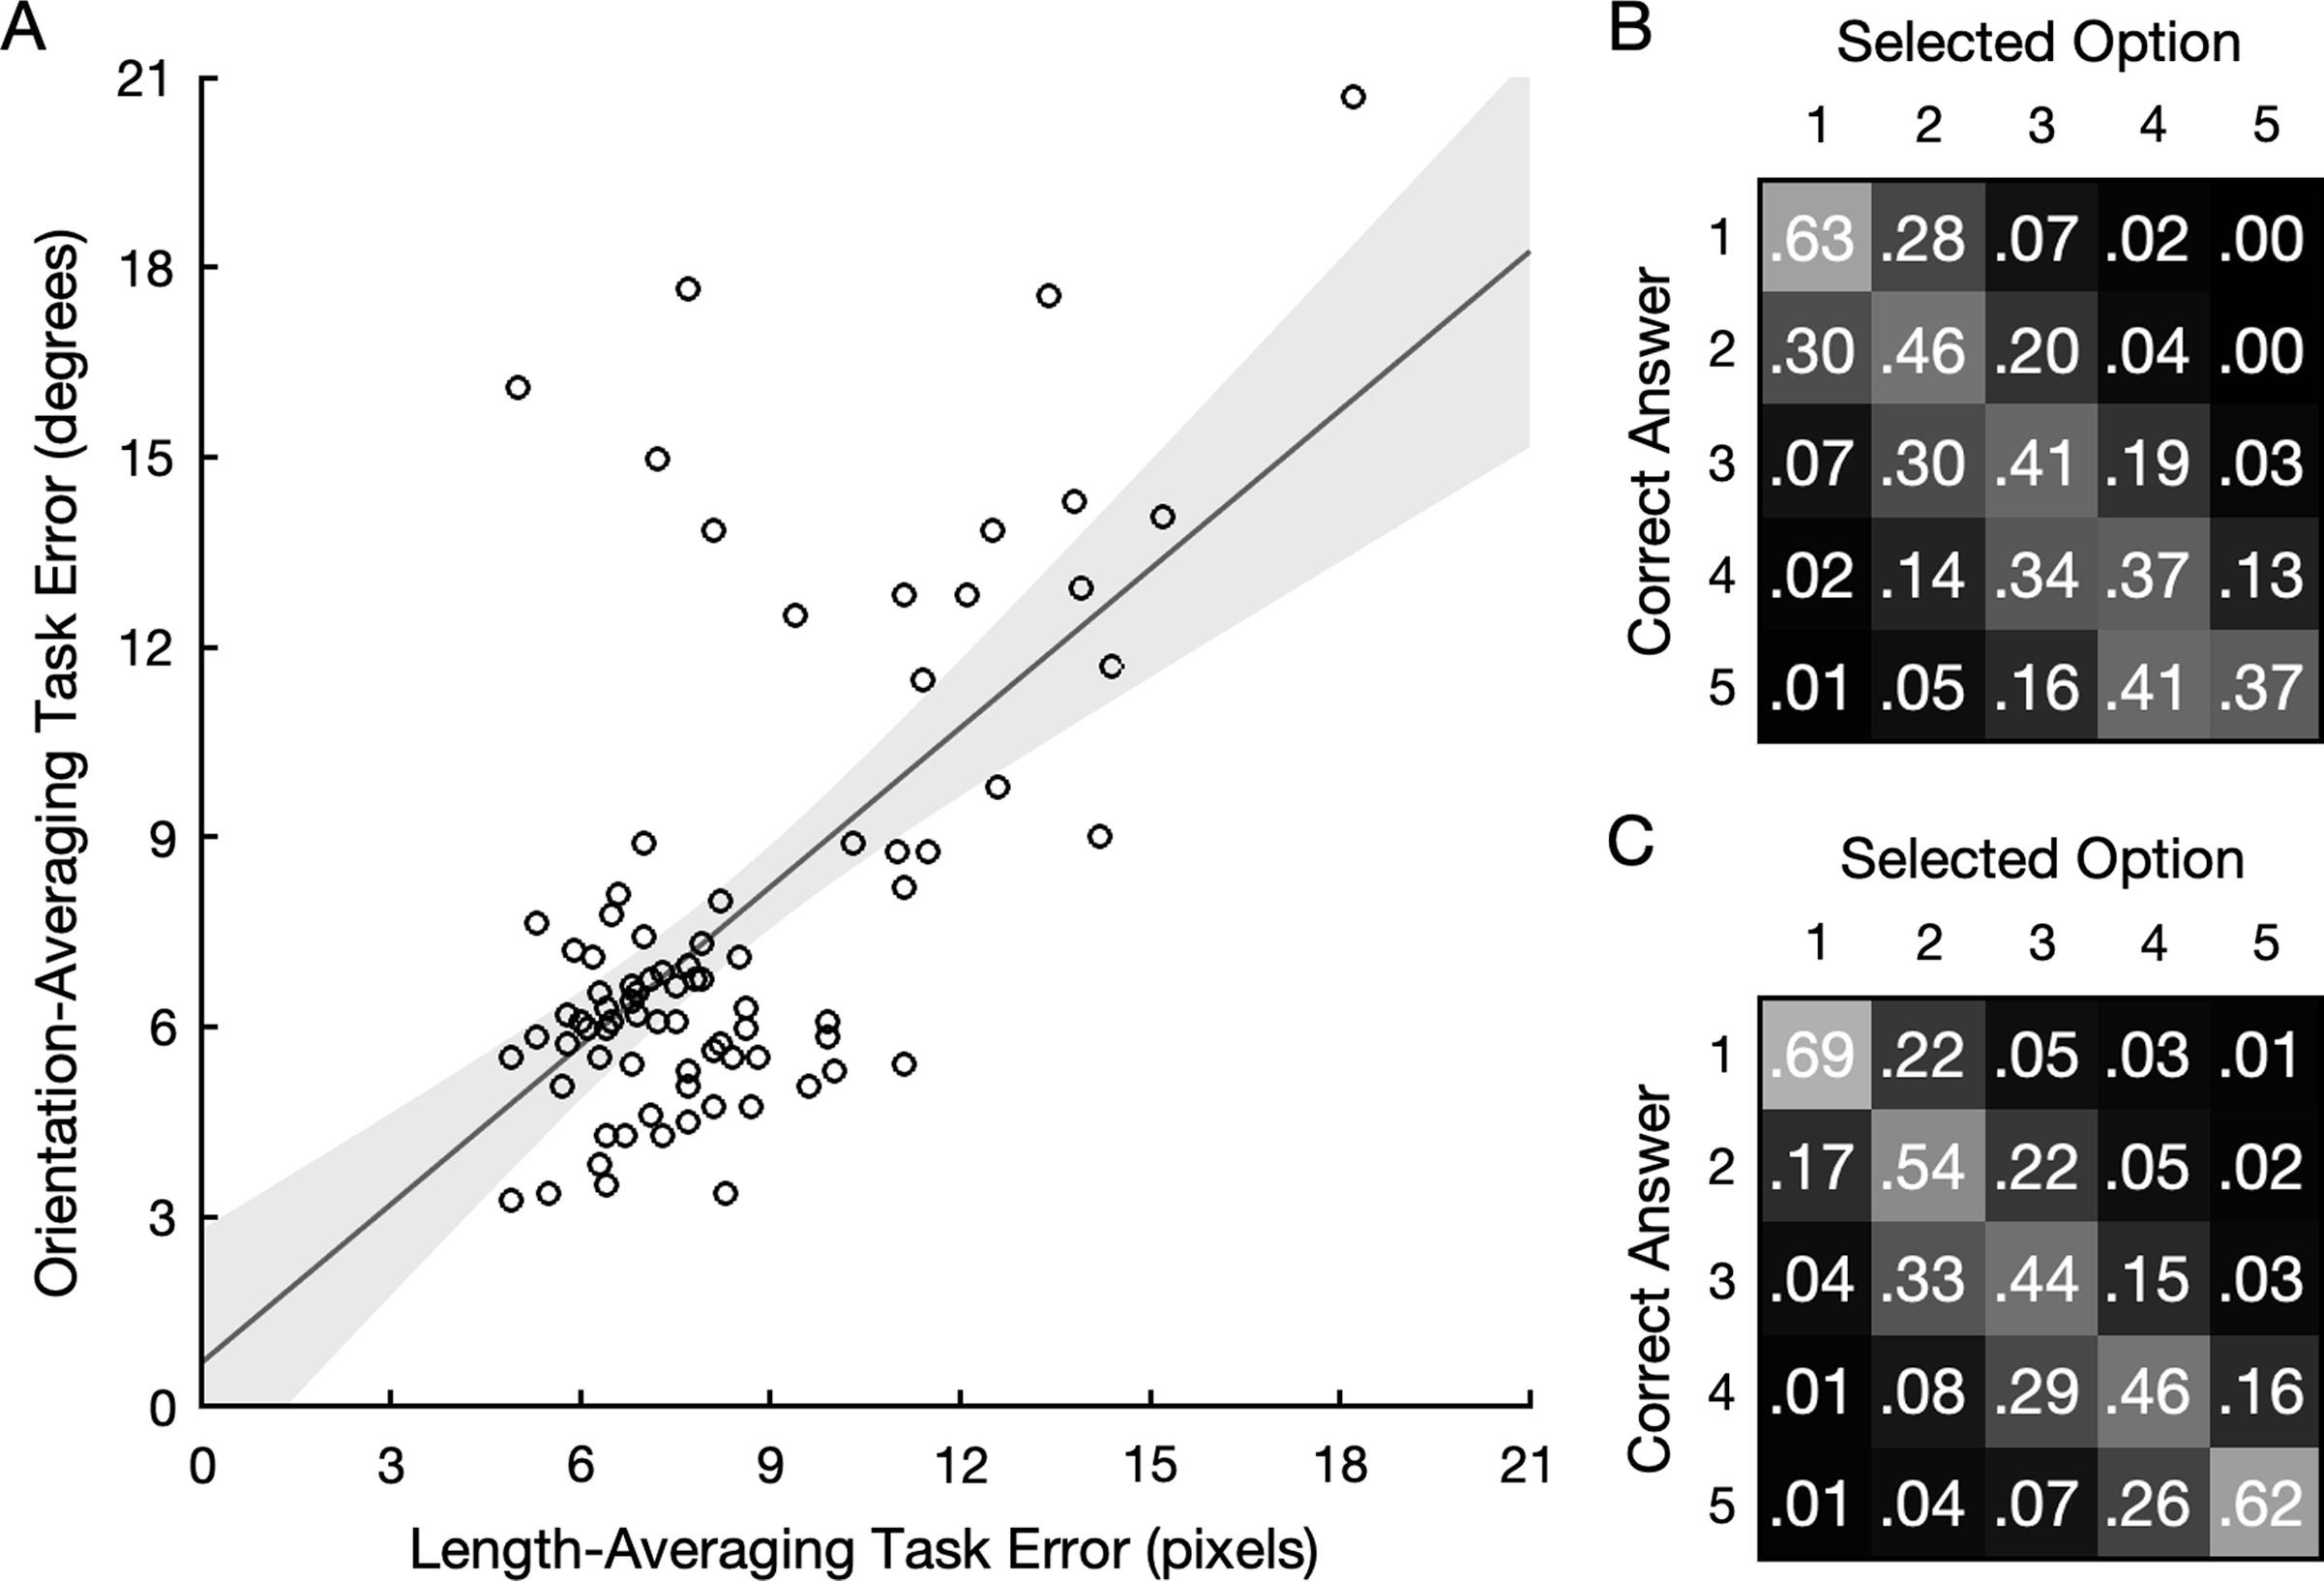 A
Orientation-Averaging Task Error (degrees)
21
18
15
12
9
6
3
0
0 3 6 9 12 15 18 21
Length-Averaging Task Error (pixels)
B
Selected Option
1 2 3 4 5
Correct Answer
1 .63 .28 .07 .02 .00
2 .30 .46 .20 .04 .00
3 .07 .30 .41 .19 .03
4 .02 .14 .34 .37 .13
5 .01 .05 .16 .41 .37
C
Selected Option
1 2 3 4 5
Correct Answer
1 .69 .22 .05 .03 .01
2 .17 .54 .22 .05 .02
3 .04 .33 .44 .15 .03
4 .01 .08 .29 .46 .16
5 .01 .04 .07 .26 .62